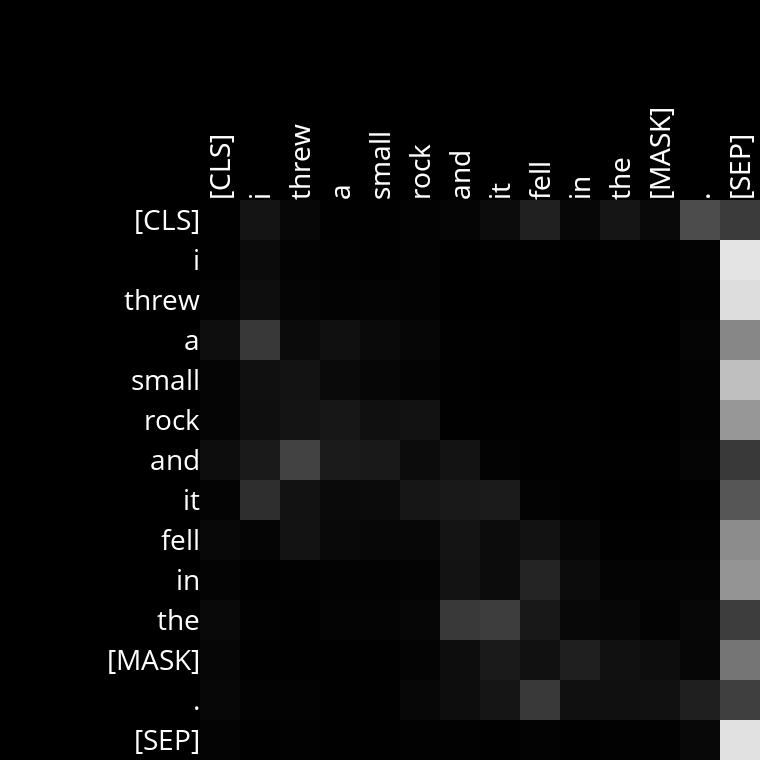 [CLS] i threw a small rock and it fell in the [MASK] . [SEP]
[CLS]
i
threw
a
small
rock
and
it
fell
in
the
[MASK]
.
[SEP]